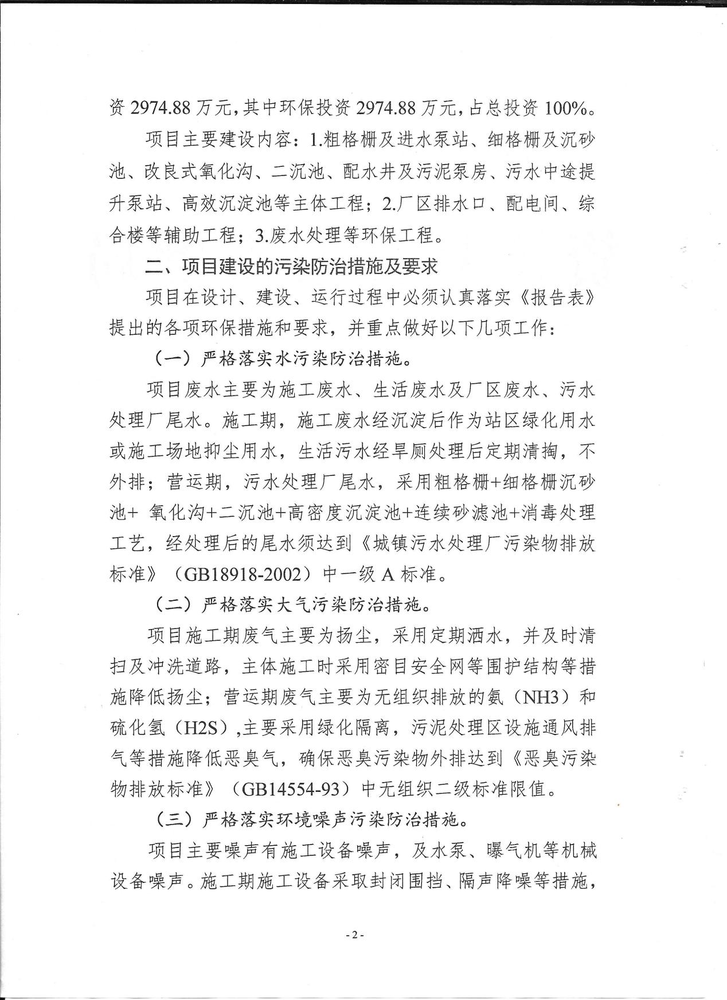 资 2974.88 万元，其中环保投资 2974.88 万元，占总投资 100%。
项目主要建设内容：1.粗格栅及进水泵站、细格栅及沉砂
池、改良式氧化沟、二沉池、配水井及污泥泵房、污水中途提
升泵站、高效沉淀池等主体工程；2.厂区排水口、配电间、综
合楼等辅助工程；3.废水处理等环保工程。
二、项目建设的污染防治措施及要求
项目在设计、建设、运行过程中必须认真落实《报告表》
提出的各项环保措施和要求，并重点做好以下几项工作：
（一）严格落实水污染防治措施。
项目废水主要为施工废水、生活废水及厂区废水、污水
处理厂尾水。施工期，施工废水经沉淀后作为站区绿化用水
或施工场地抑尘用水，生活污水经旱厕处理后定期清掏，不
外排；营运期，污水处理厂尾水，采用粗格栅+细格栅沉砂
池+ 氧化沟+二沉池+高密度沉淀池+连续砂滤池+消毒处理
工艺，经处理后的尾水须达到《城镇污水处理厂污染物排放
标准》（GB18918-2002）中一级 A 标准。
（二）严格落实大气污染防治措施。
项目施工期废气主要为扬尘，采用定期洒水，并及时清
扫及冲洗道路，主体施工时采用密目安全网等围护结构等措
施降低扬尘；营运期废气主要为无组织排放的氨（NH3）和
硫化氢（H2S）,主要采用绿化隔离，污泥处理区设施通风排
气等措施降低恶臭气，确保恶臭污染物外排达到《恶臭污染
物排放标准》（GB14554-93）中无组织二级标准限值。
（三）严格落实环境噪声污染防治措施。
项目主要噪声有施工设备噪声，及水泵、曝气机等机械
设备噪声。施工期施工设备采取封闭围挡、隔声降噪等措施，
- 2 -